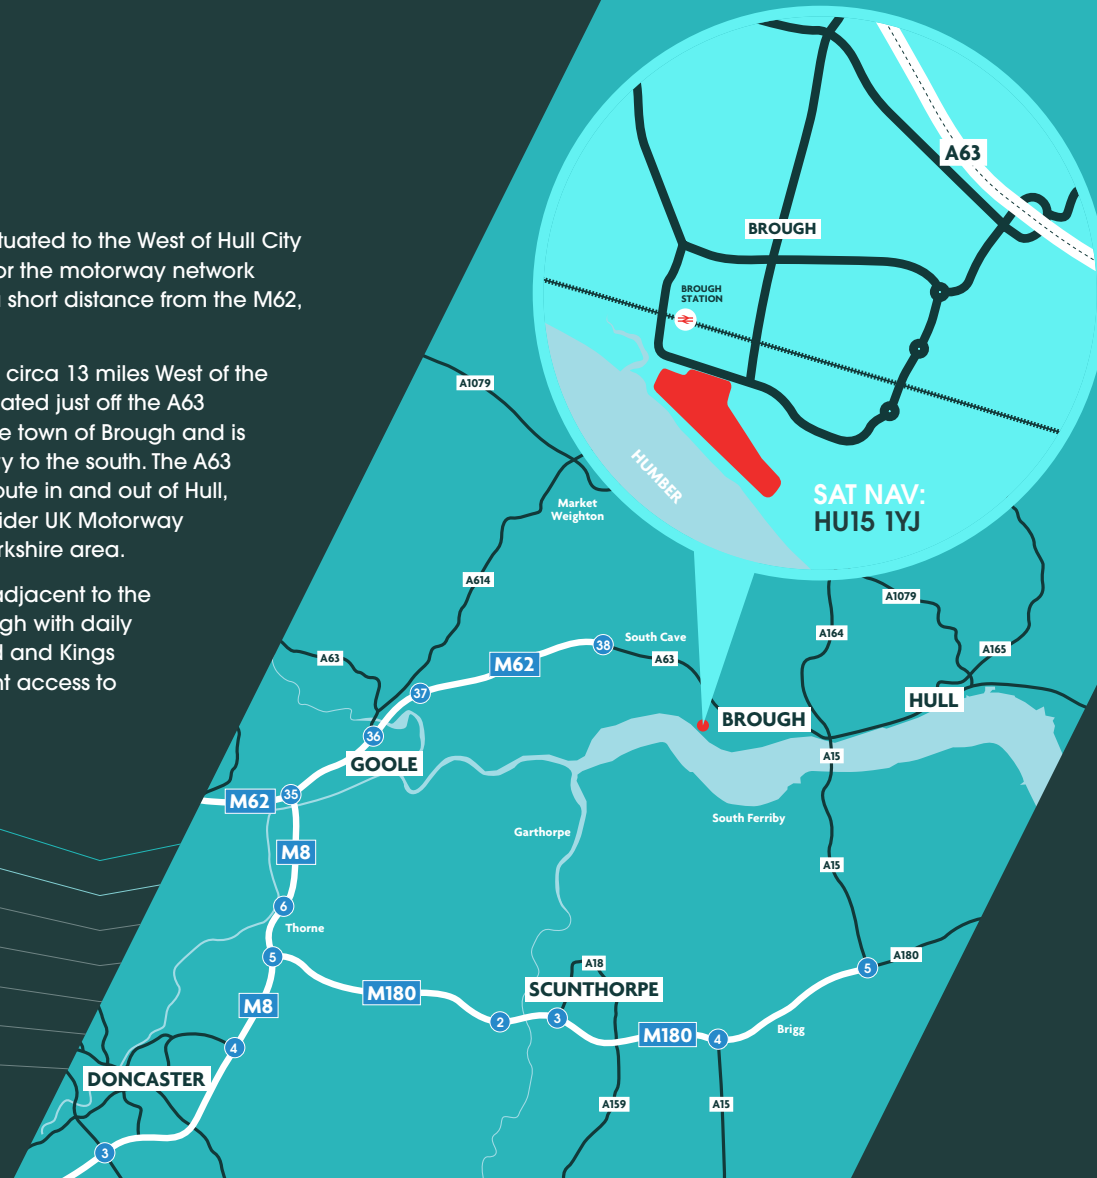 tuated to the West of Hull City
or the motorway network
short distance from the M62,
circa 13 miles West of the
ated just off the A63
e town of Brough and is
y to the south. The A63
oute in and out of Hull,
ider UK Motorway
rkshire area.
adjacent to the
gh with daily
d and Kings
nt access to
A63
BROUGH
BROUGH
STATION
HUMBER
SAT NAV:
HU15 1YJ
A1079
Market
Weighton
A614
A1079
A164
A165
South Cave
38
A63
M62
A63
37
HULL
BROUGH
36
GOOLE
A15
35
M62
South Ferriby
Garthorpe
M8
A15
6
Thorne
5
A180
5
A18
SCUNTHORPE
M180
M8
2
3
Brigg
M180
4
4
DONCASTER
A159
A15
3